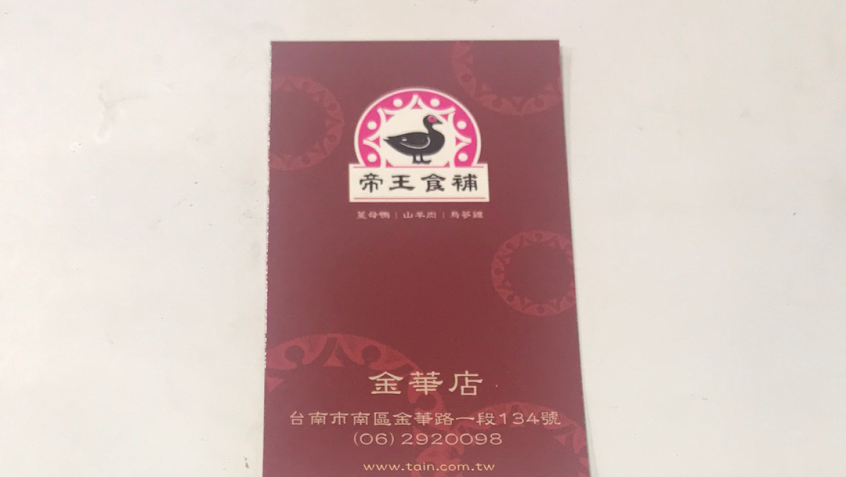 帝王食補
薑母鴨|山羊肉|烏蔘雞
金華店
台南市南區金華路一段134號
(06) 2920098
www.tain.com.tw